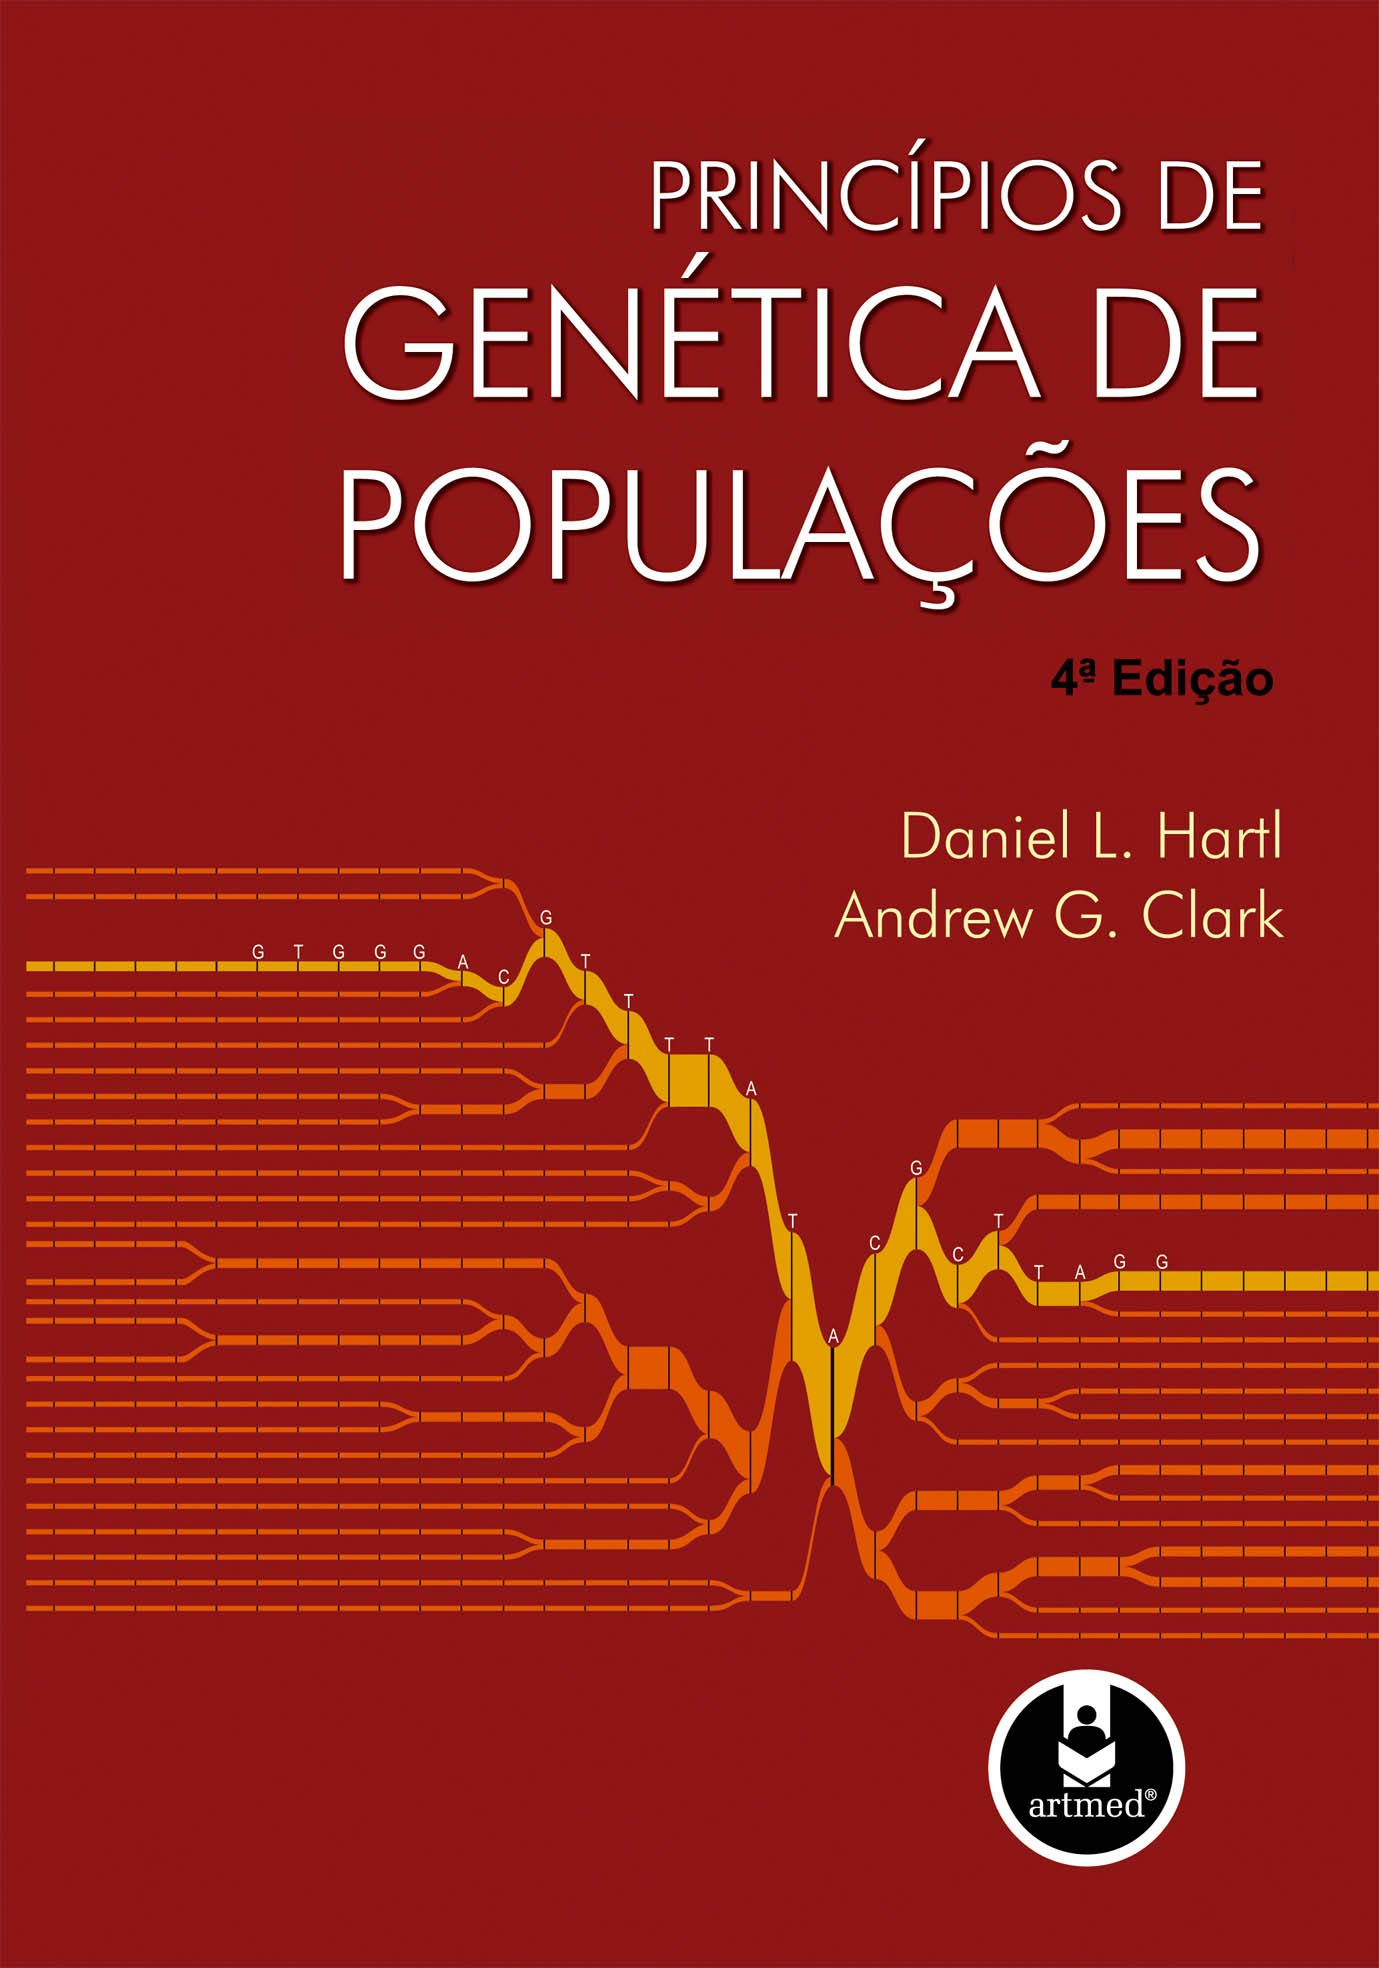 PRINCÍPIOS DE
GENÉTICA DE
POPULAÇÕES
4ª Edição
Daniel L. Hartl
Andrew G. Clark
G T G G G A C G T T T T A T A C G C T T A G G
artmed®